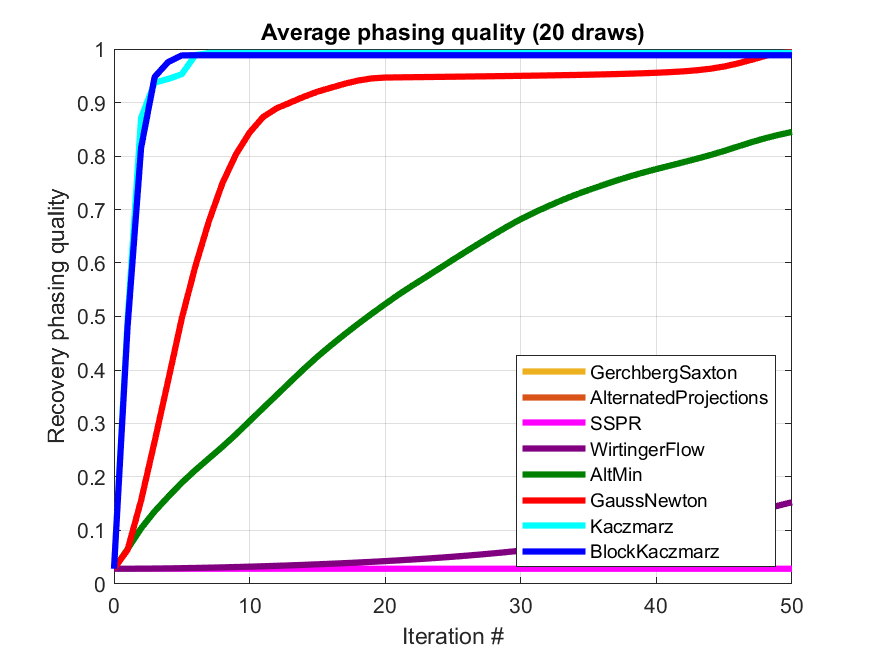 Average phasing quality (20 draws)
1
0.9
0.8
0.7
0.6
0.5
0.4
0.3
0.2
0.1
0
Recovery phasing quality
GerchbergSaxton
AlternatedProjections
SSPR
WirtingerFlow
AltMin
GaussNewton
Kaczmarz
BlockKaczmarz
0 10 20 30 40 50
Iteration #